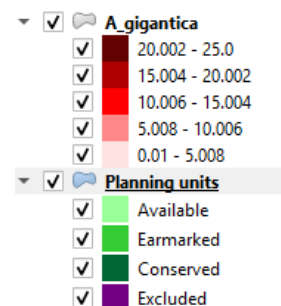 A_gigantica
20.002 - 25.0
15.004 - 20.002
10.006 - 15.004
5.008 - 10.006
0.01 - 5.008
Planning units
Available
Earmarked
Conserved
Excluded